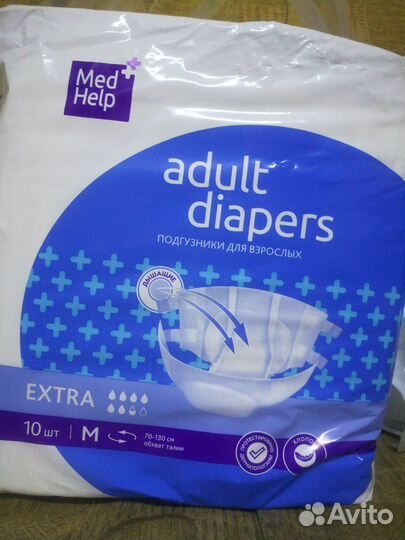 Med
Help
adult
diapers
ПОДГУЗНИКИ ДЛЯ ВЗРОСЛЫХ
ДЫШАЩИЕ
EXTRA
10 шт | M
70-130 см
обхват талии
ПРОТЕСТИРОВАНО
ДЕРМАТОЛОГАМИ
ХЛОПОК
Avito